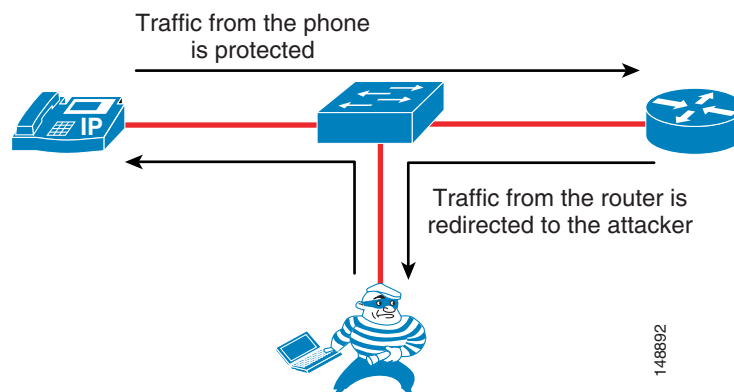 Traffic from the phone
is protected
IP
Traffic from the router is
redirected to the attacker
148892